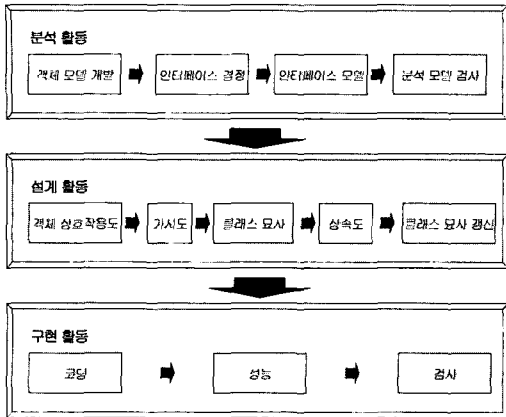 분석 활동
객체 모델 개발 인터페이스 결정 인터페이스 모델 분석 모델 검사
설계 활동
객체 상호작용도 가시도 클래스 묘사 상속도 클래스 묘사 갱신
구현 활동
코딩 성능 검사